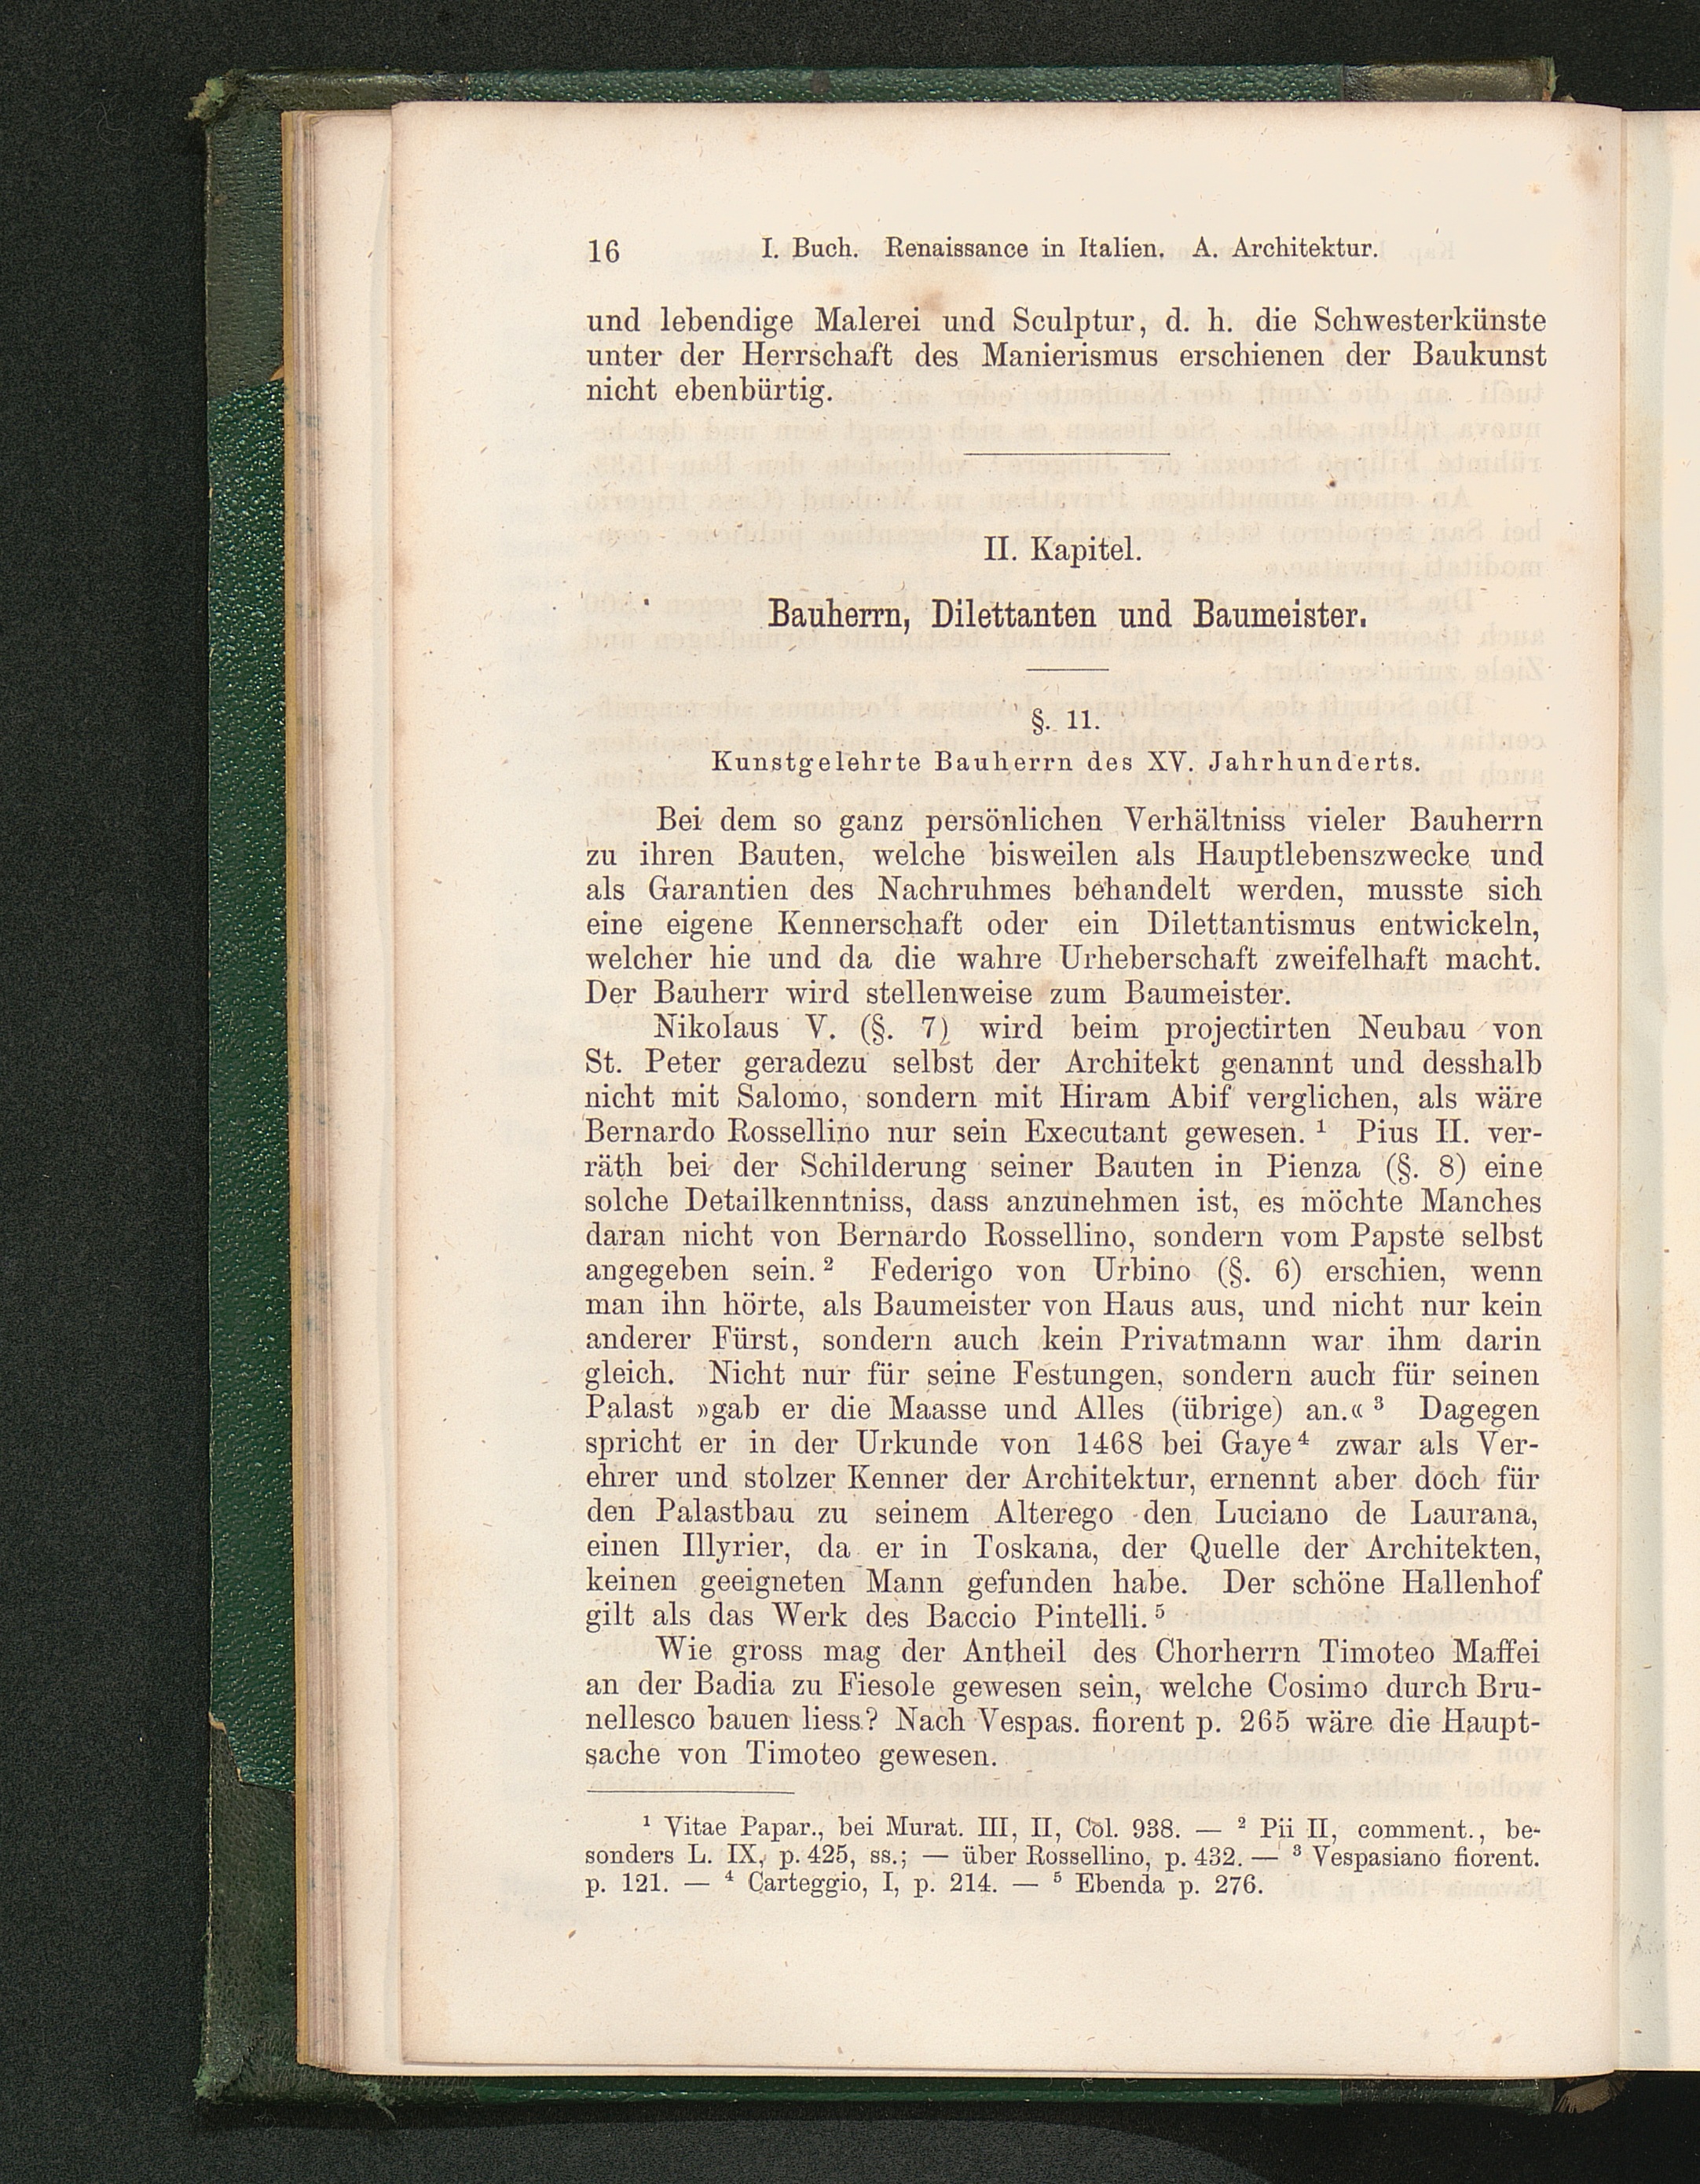 16 I. Buch. Renaissance in Italien. A. Architektur.
und lebendige Malerei und Sculptur, d. h. die Schwesterkünste
unter der Herrschaft des Manierismus erschienen der Baukunst
nicht ebenbürtig.
II. Kapitel.
Bauherrn, Dilettanten und Baumeister.
§. 11.
Kunstgelehrte Bauherrn des XV. Jahrhunderts.
Bei dem so ganz persönlichen Verhältniss vieler Bauherrn
zu ihren Bauten, welche bisweilen als Hauptlebenszwecke und
als Garantien des Nachruhmes behandelt werden, musste sich
eine eigene Kennerschaft oder ein Dilettantismus entwickeln,
welcher hie und da die wahre Urheberschaft zweifelhaft macht.
Der Bauherr wird stellenweise zum Baumeister.
Nikolaus V. (§. 7) wird beim projectirten Neubau von
St. Peter geradezu selbst der Architekt genannt und desshalb
nicht mit Salomo, sondern mit Hiram Abif verglichen, als wäre
Bernardo Rossellino nur sein Executant gewesen. ¹ Pius II. ver-
räth bei der Schilderung seiner Bauten in Pienza (§. 8) eine
solche Detailkenntniss, dass anzunehmen ist, es möchte Manches
daran nicht von Bernardo Rossellino, sondern vom Papste selbst
angegeben sein. ² Federigo von Urbino (§. 6) erschien, wenn
man ihn hörte, als Baumeister von Haus aus, und nicht nur kein
anderer Fürst, sondern auch kein Privatmann war ihm darin
gleich. Nicht nur für seine Festungen, sondern auch für seinen
Palast »gab er die Maasse und Alles (übrige) an.« ³ Dagegen
spricht er in der Urkunde von 1468 bei Gaye ⁴ zwar als Ver-
ehrer und stolzer Kenner der Architektur, ernennt aber doch für
den Palastbau zu seinem Alterego den Luciano de Laurana,
einen Illyrier, da er in Toskana, der Quelle der Architekten,
keinen geeigneten Mann gefunden habe. Der schöne Hallenhof
gilt als das Werk des Baccio Pintelli. ⁵
Wie gross mag der Antheil des Chorherrn Timoteo Maffei
an der Badia zu Fiesole gewesen sein, welche Cosimo durch Bru-
nellesco bauen liess? Nach Vespas. fiorent p. 265 wäre die Haupt-
sache von Timoteo gewesen.
¹ Vitae Papar., bei Murat. III, II, Col. 938. — ² Pii II, comment., be-
sonders L. IX, p. 425, ss.; — über Rossellino, p. 432. — ³ Vespasiano fiorent.
p. 121. — ⁴ Carteggio, I, p. 214. — ⁵ Ebenda p. 276.